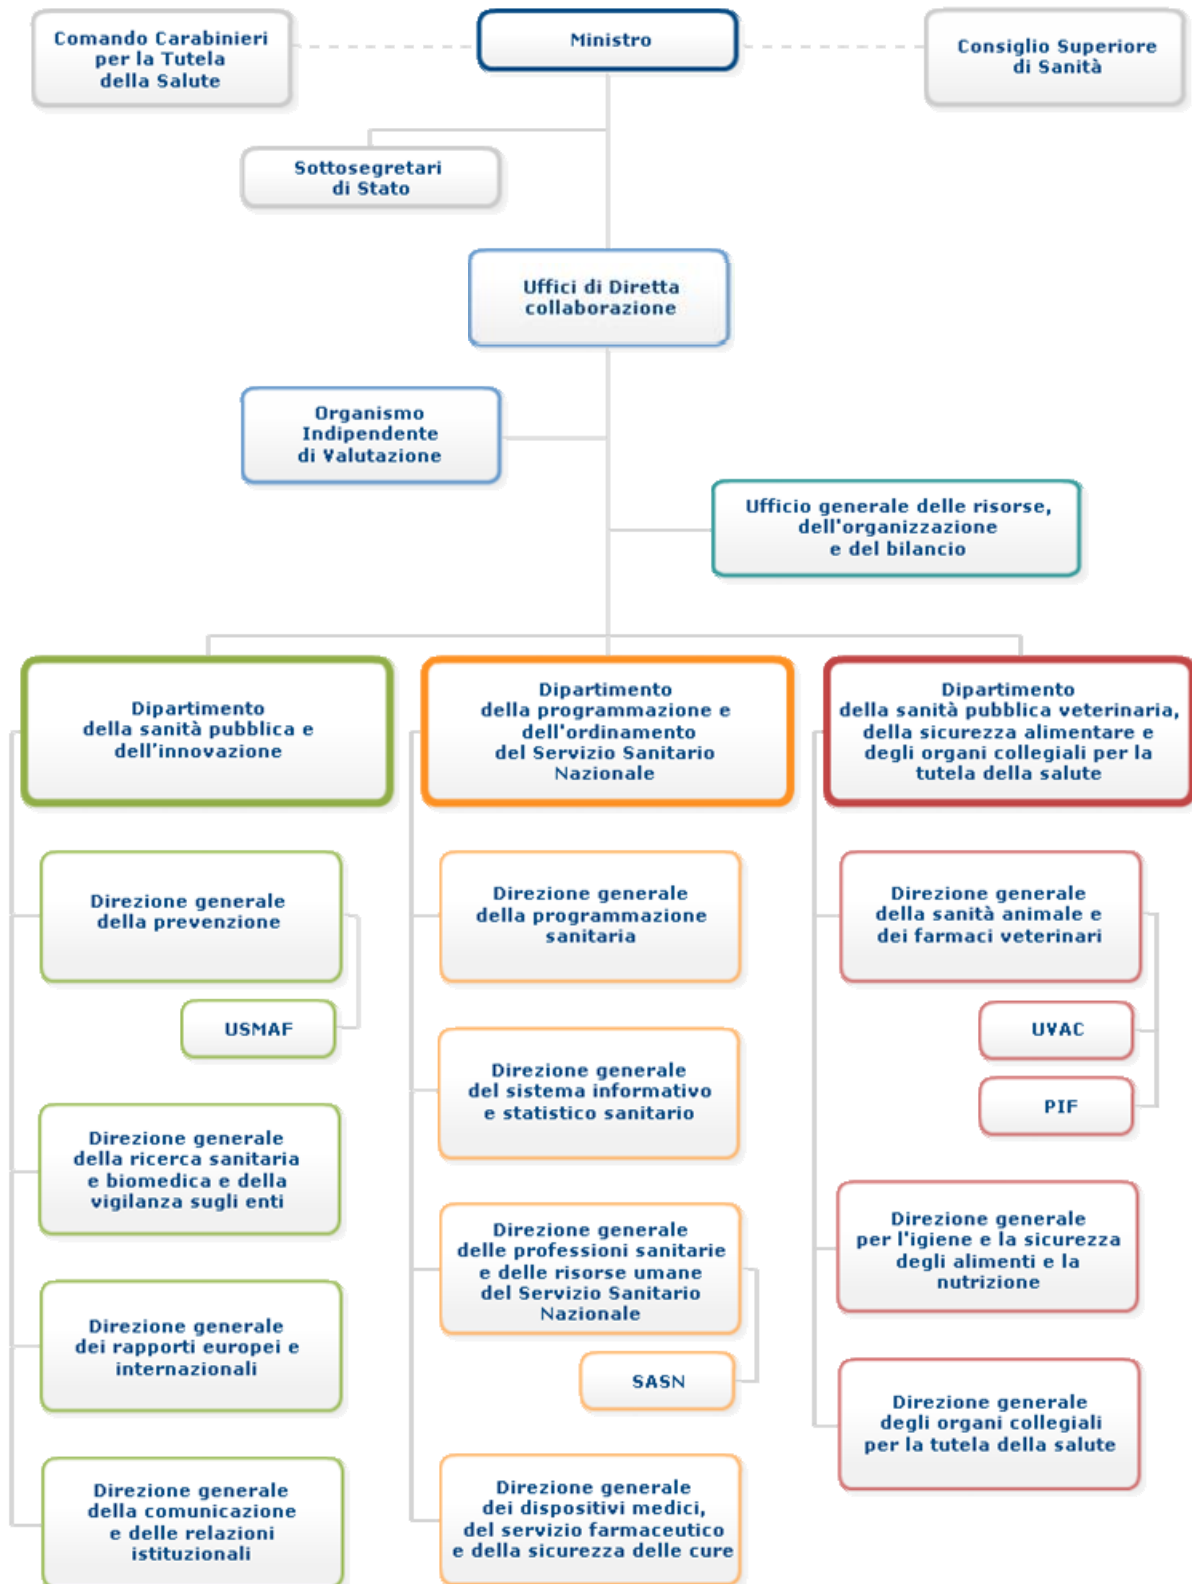 Comando Carabinieri
per la Tutela
della Salute
Ministro
Consiglio Superiore
di Sanità
Sottosegretari
di Stato
Uffici di Diretta
collaborazione
Organismo
Indipendente
di Valutazione
Ufficio generale delle risorse,
dell'organizzazione
e del bilancio
Dipartimento
della sanità pubblica e
dell'innovazione
Direzione generale
della prevenzione
USMAF
Direzione generale
della ricerca sanitaria
e biomedica e della
vigilanza sugli enti
Direzione generale
dei rapporti europei e
internazionali
Direzione generale
della comunicazione
e delle relazioni
istituzionali
Dipartimento
della programmazione e
dell'ordinamento
del Servizio Sanitario
Nazionale
Direzione generale
della programmazione
sanitaria
Direzione generale
del sistema informativo
e statistico sanitario
Direzione generale
delle professioni sanitarie
e delle risorse umane
del Servizio Sanitario
Nazionale
SASN
Direzione generale
dei dispositivi medici,
del servizio farmaceutico
e della sicurezza delle cure
Dipartimento
della sanità pubblica veterinaria,
della sicurezza alimentare e
degli organi collegiali per la
tutela della salute
Direzione generale
della sanità animale e
dei farmaci veterinari
UVAC
PIF
Direzione generale
per l'igiene e la sicurezza
degli alimenti e la
nutrizione
Direzione generale
degli organi collegiali
per la tutela della salute